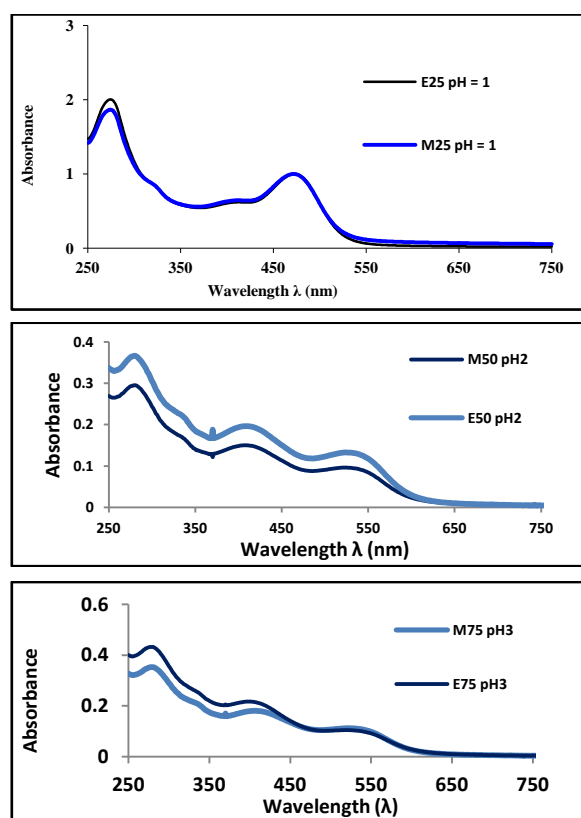 3
2
1
0
Absorbance
E25 pH = 1
M25 pH = 1
250 350 450 550 650 750
Wavelength λ (nm)
0.4
0.3
0.2
0.1
0
Absorbance
M50 pH2
E50 pH2
250 350 450 550 650 750
Wavelength λ (nm)
0.6
0.4
0.2
0
Absorbance
M75 pH3
E75 pH3
250 350 450 550 650 750
Wavelength (λ)